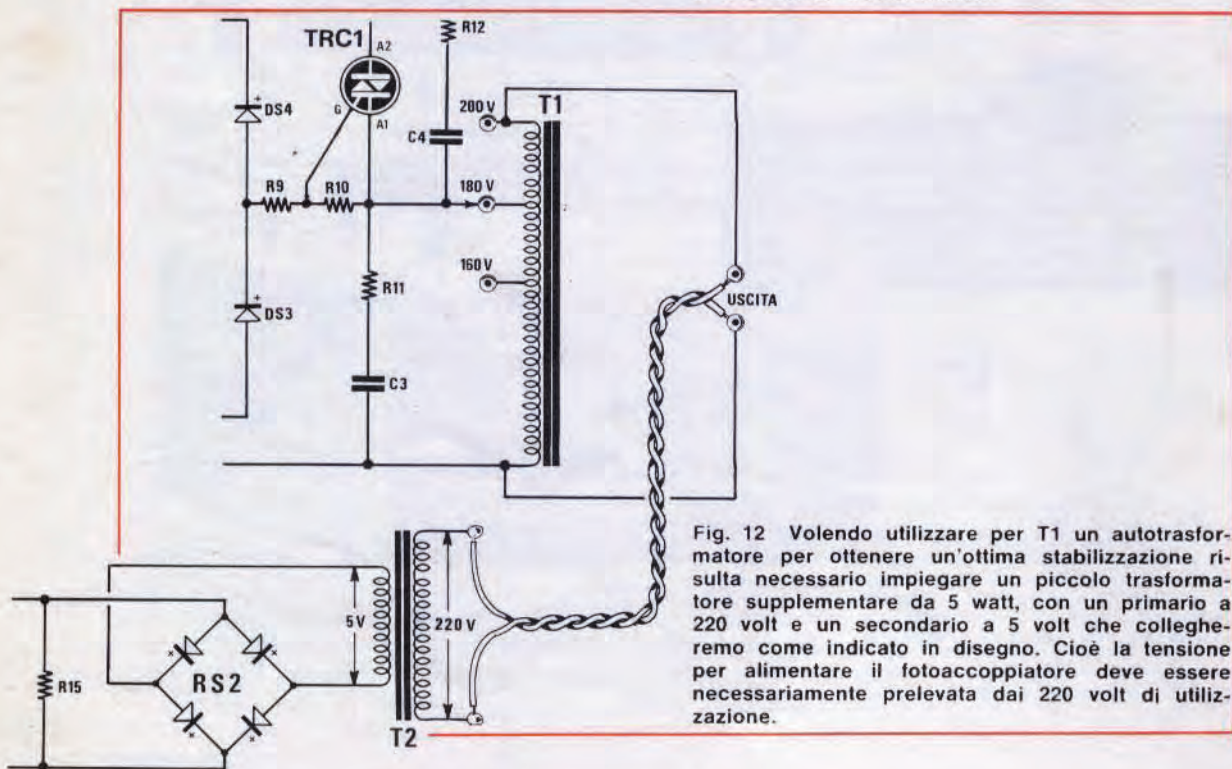 R12
TRC1
A2
G
A1
DS4
C4
200 V
T1
R9
R10
180 V
160 V
USCITA
R11
DS3
C3
5V
220 V
R15
RS2
T2
Fig. 12 Volendo utilizzare per T1 un autotrasfor-
matore per ottenere un'ottima stabilizzazione ri-
sulta necessario impiegare un piccolo trasforma-
tore supplementare da 5 watt, con un primario a
220 volt e un secondario a 5 volt che colleghe-
remo come indicato in disegno. Cioè la tensione
per alimentare il fotoaccoppiatore deve essere
necessariamente prelevata dai 220 volt di utiliz-
zazione.